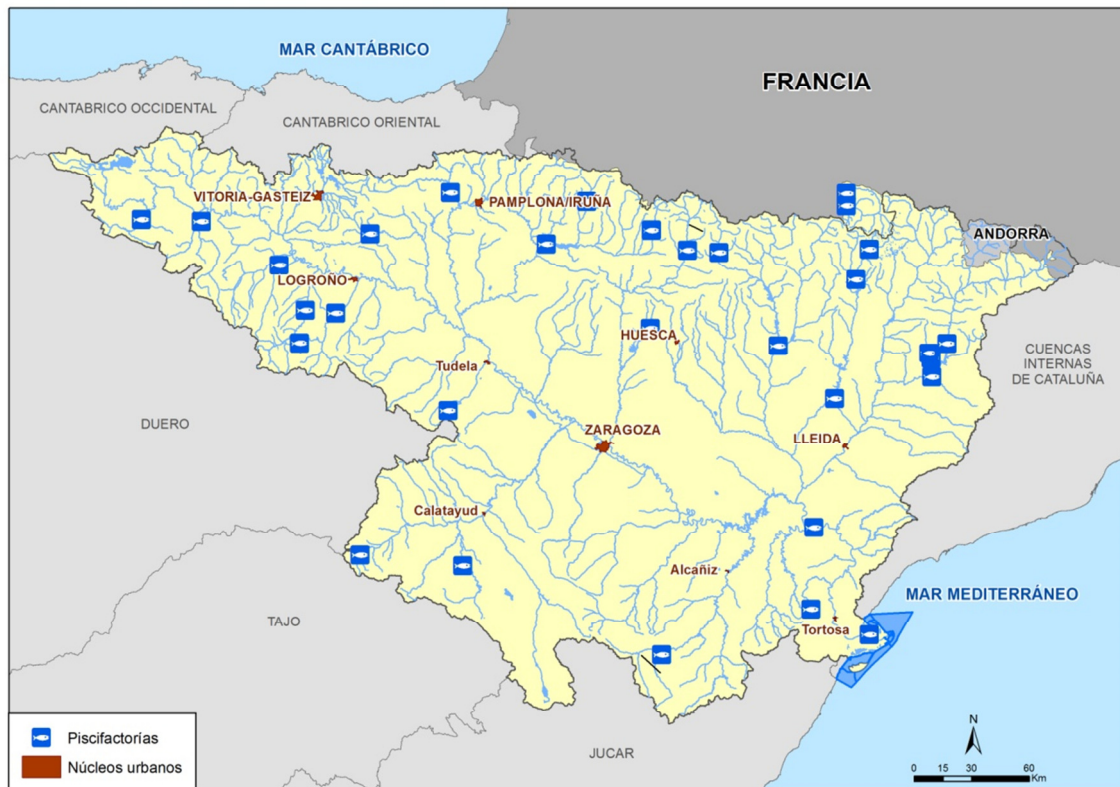 MAR CANTÁBRICO
FRANCIA
CANTABRICO OCCIDENTAL
CANTABRICO ORIENTAL
VITORIA-GASTEIZ
PAMPLONA/IRUÑA
ANDORRA
LOGROÑO
HUESCA
CUENCAS
INTERNAS
DE CATALUÑA
Tudela
DUERO
ZARAGOZA
LLEIDA
Calatayud
Alcañiz
MAR MEDITERRÁNEO
TAJO
Tortosa
JUCAR
Piscifactorías
Núcleos urbanos
N
0 15 30 60
Km